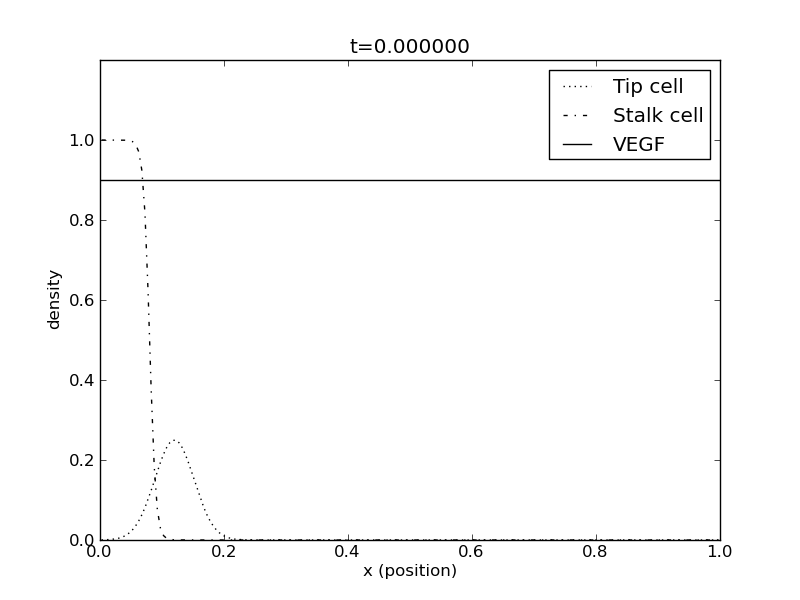 t=0.000000
Tip cell
Stalk cell
VEGF
density
1.0
0.8
0.6
0.4
0.2
0.0
0.0 0.2 0.4 0.6 0.8 1.0
x (position)